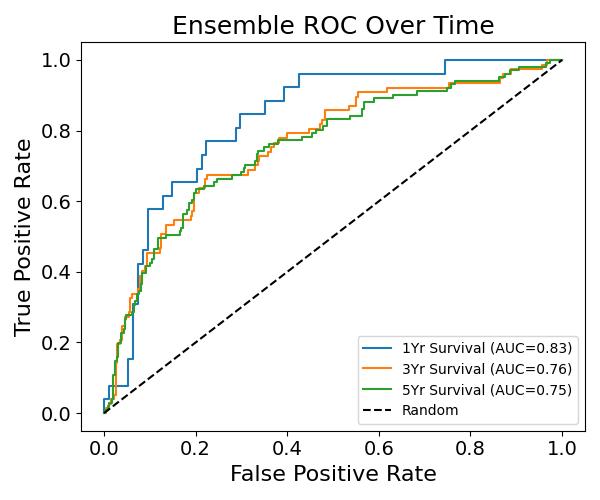 Ensemble ROC Over Time
True Positive Rate
1.0
0.8
0.6
0.4
0.2
0.0
0.0 0.2 0.4 0.6 0.8 1.0
False Positive Rate
1Yr Survival (AUC=0.83)
3Yr Survival (AUC=0.76)
5Yr Survival (AUC=0.75)
Random